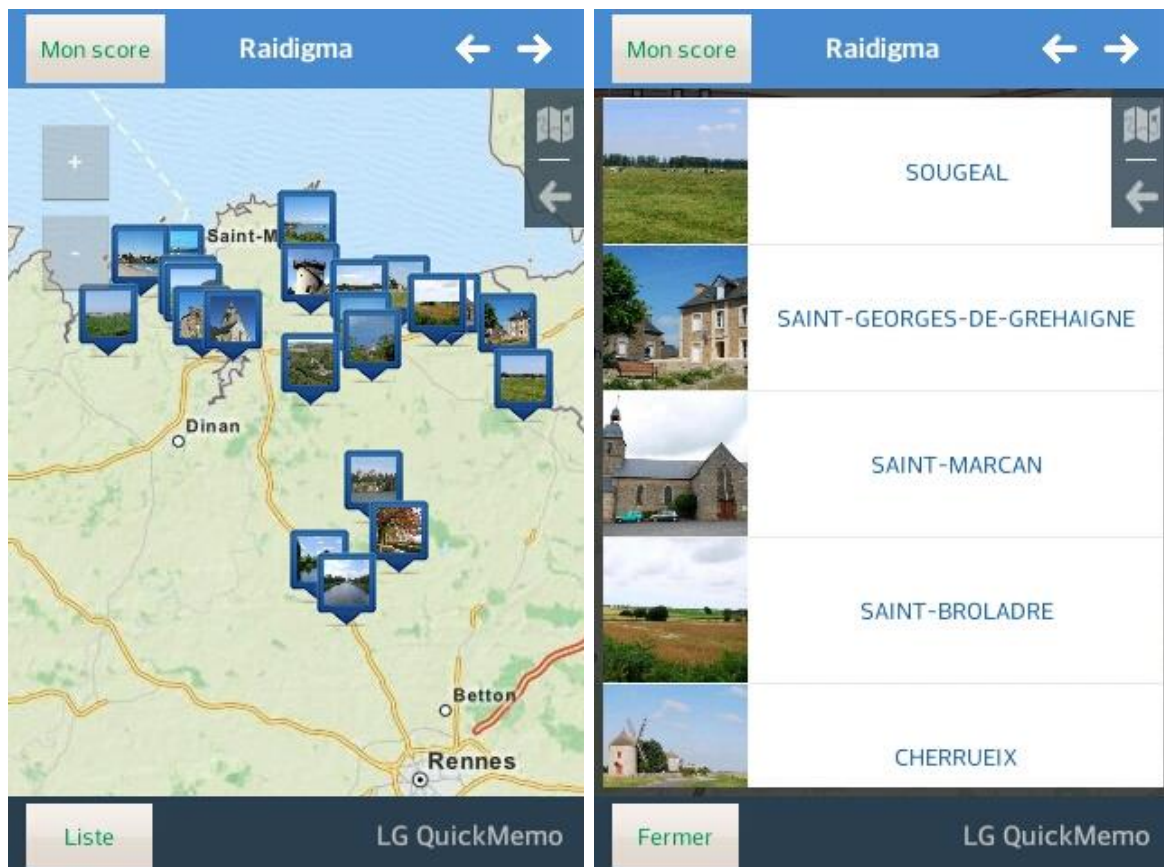 Mon score
Raidigma
+
-
Saint-M
Dinan
Betton
Rennes
Liste
LG QuickMemo
Mon score
Raidigma
SOUGEAL
SAINT-GEORGES-DE-GREHAIGNE
SAINT-MARCAN
SAINT-BROLADRE
CHERRUEIX
Fermer
LG QuickMemo